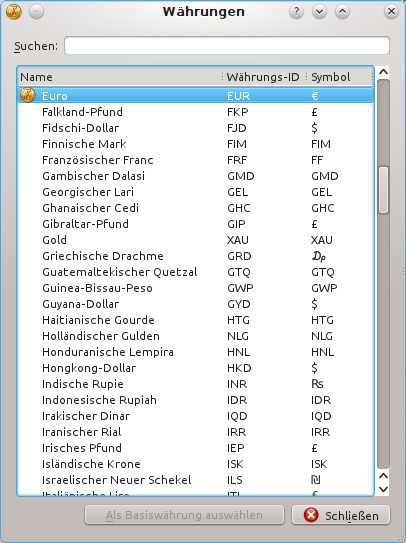 Währungen
Suchen:
Name Währungs-ID Symbol
Euro EUR €
Falkland-Pfund FKP £
Fidschi-Dollar FJD $
Finnische Mark FIM FIM
Französischer Franc FRF FF
Gambischer Dalasi GMD GMD
Georgischer Lari GEL GEL
Ghanaischer Cedi GHC GHC
Gibraltar-Pfund GIP £
Gold XAU XAU
Griechische Drachme GRD ₯
Guatemaltekischer Quetzal GTQ GTQ
Guinea-Bissau-Peso GWP GWP
Guyana-Dollar GYD $
Haitianische Gourde HTG HTG
Holländischer Gulden NLG NLG
Honduranische Lempira HNL HNL
Hongkong-Dollar HKD $
Indische Rupie INR ₨
Indonesische Rupiah IDR IDR
Irakischer Dinar IQD IQD
Iranischer Rial IRR IRR
Irisches Pfund IEP £
Isländische Krone ISK ISK
Israelischer Neuer Schekel ILS ₪
Italiänische Lire ITL £
Als Basiswährung auswählen Schließen